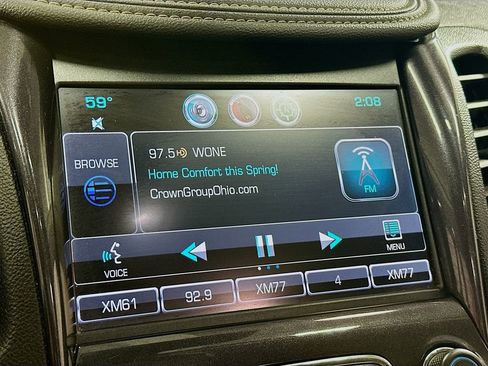 59° 2:08
BROWSE
97.5 WONE
Home Comfort this Spring!
CrownGroupOhio.com
FM
VOICE
MENU
XM61 92.9 XM77 4 XM77